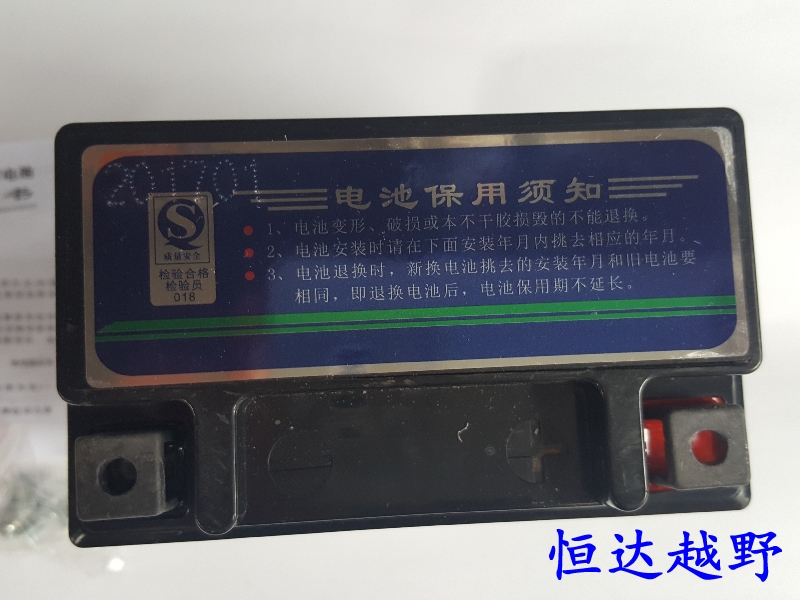 201701
电池保用须知
1、电池变形、破损或本不干胶损毁的不能退换。
2、电池安装时请在下面安装年月内挑去相应的年月。
3、电池退换时，新换电池挑去的安装年月和旧电池要
相同，即退换电池后，电池保用期不延长。
S
质量安全
检验合格
检验员
018
恒达越野